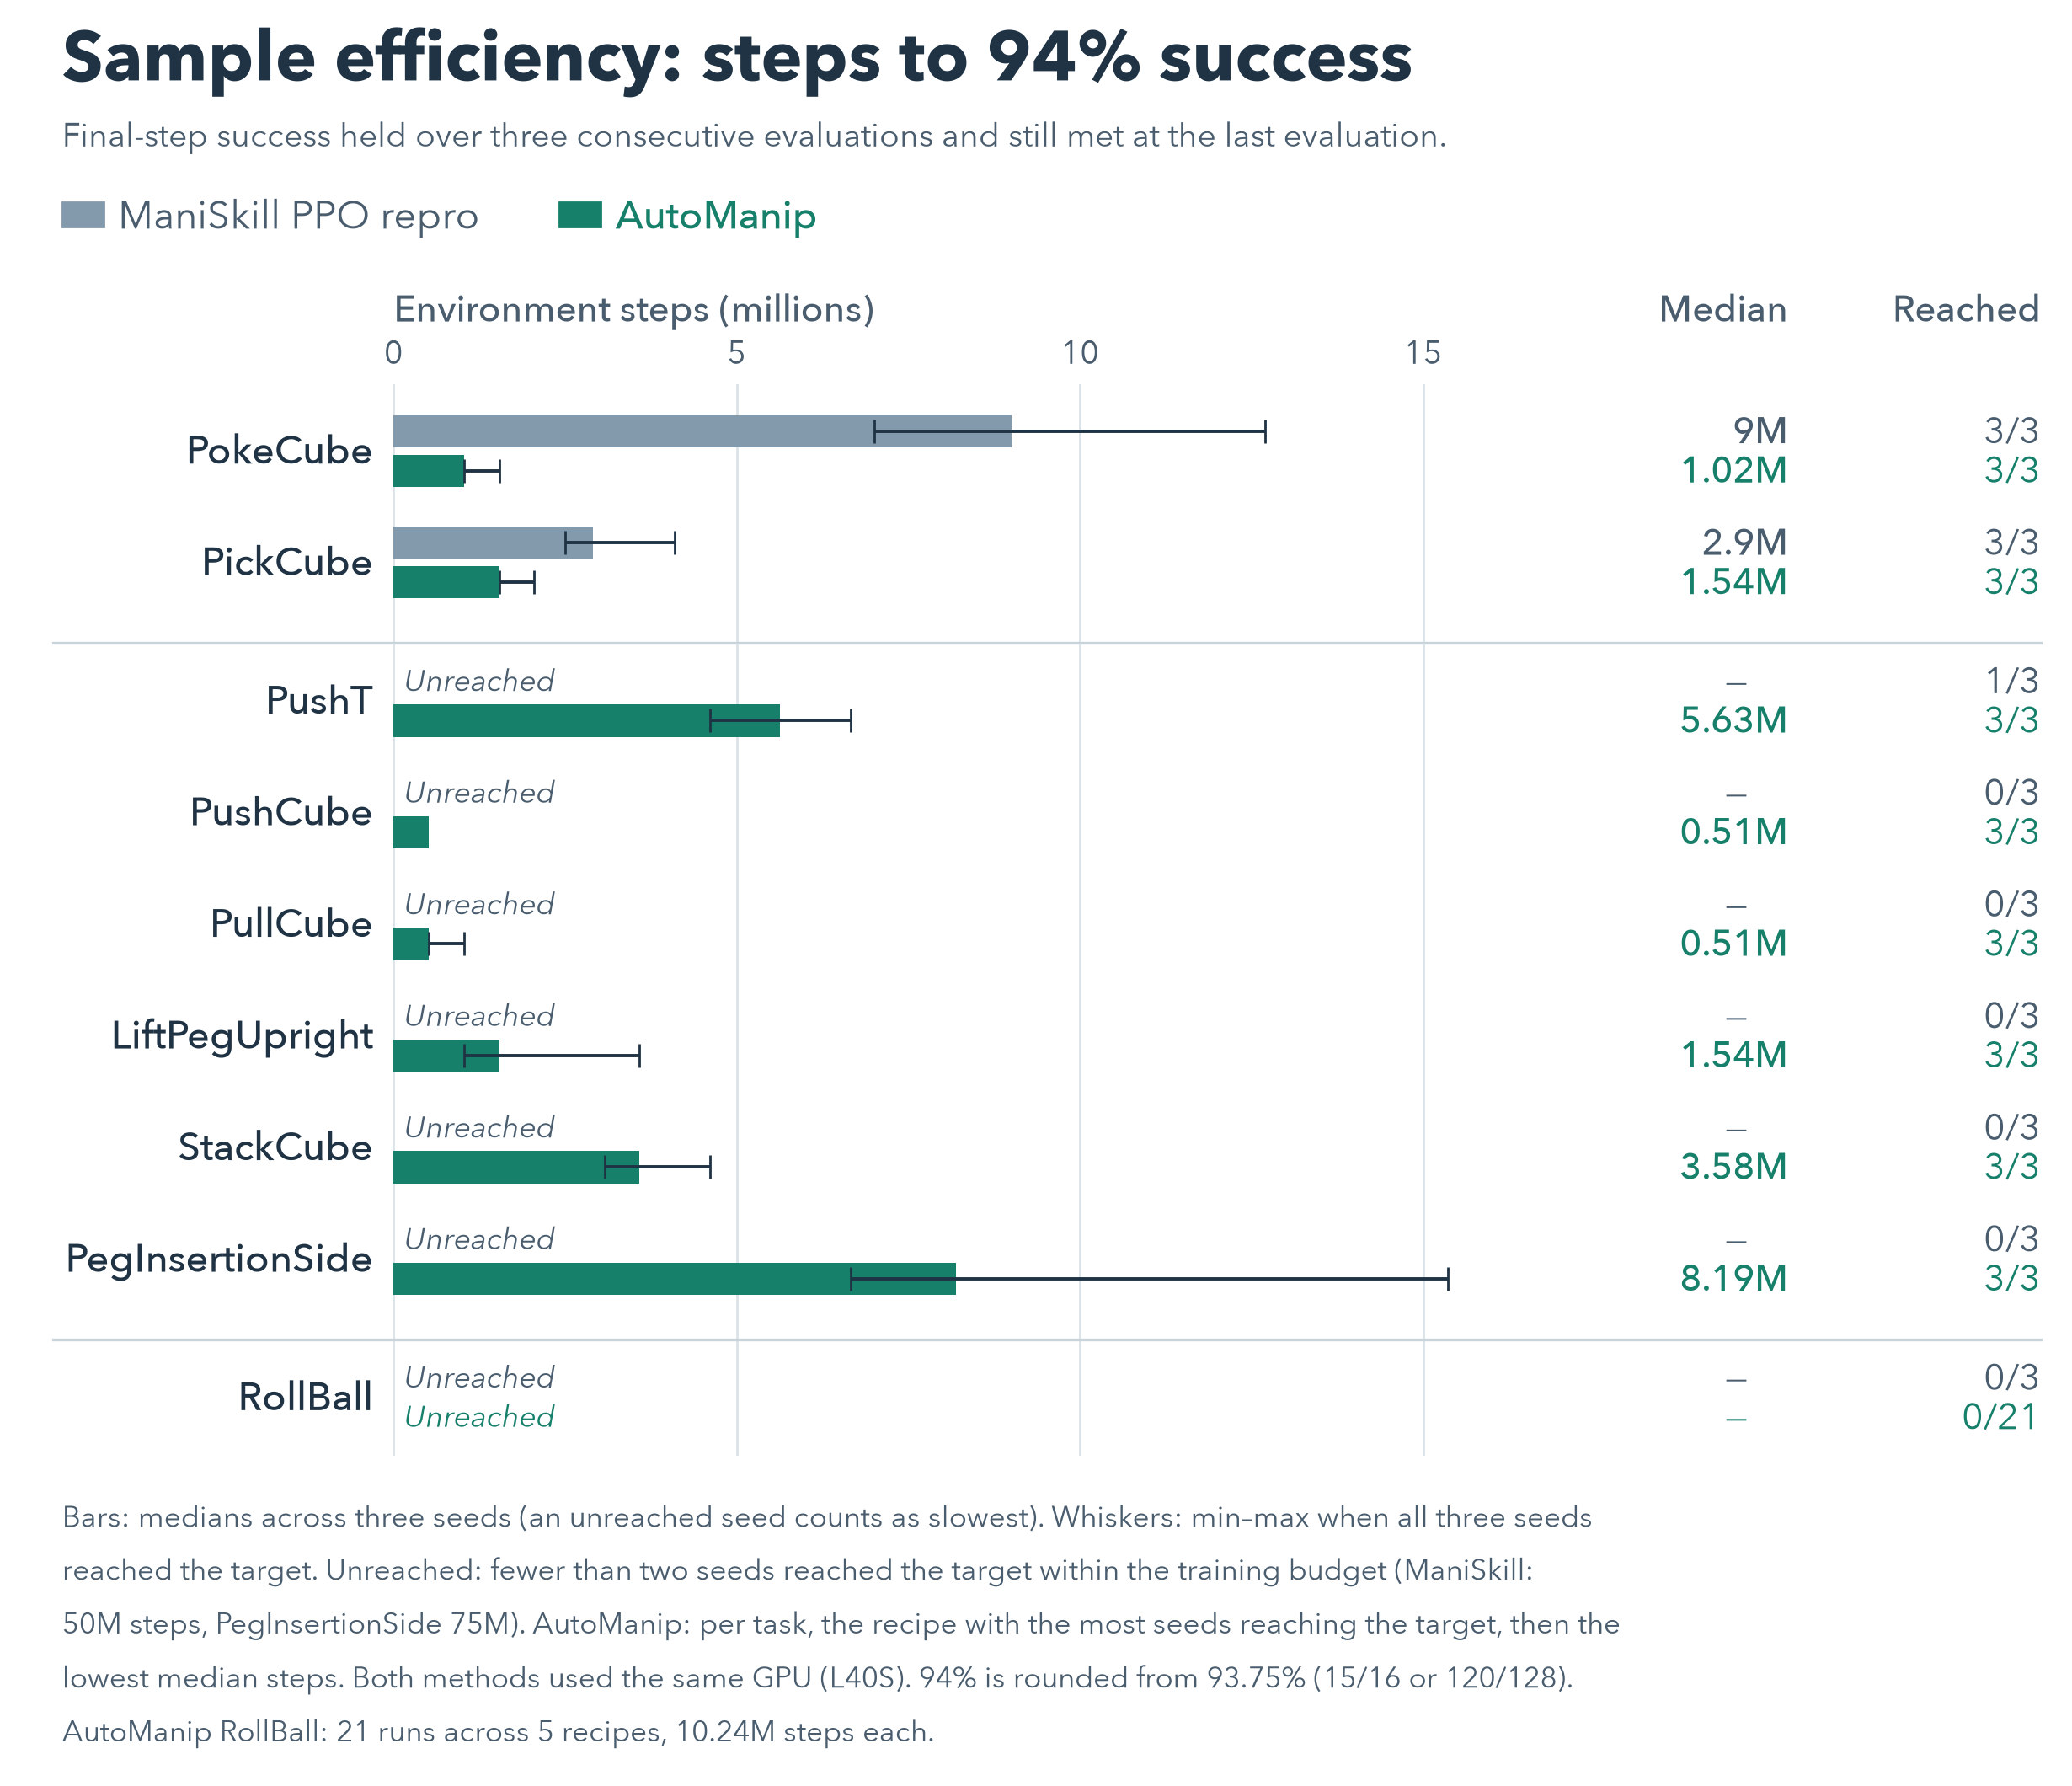 Sample efficiency: steps to 94% success
Final-step success held over three consecutive evaluations and still met at the last evaluation.
ManiSkill PPO repro AutoManip
Environment steps (millions) Median Reached
0 5 10 15
PokeCube
9M 3/3
1.02M 3/3
PickCube
2.9M 3/3
1.54M 3/3
PushT
Unreached – 1/3
5.63M 3/3
PushCube
Unreached – 0/3
0.51M 3/3
PullCube
Unreached – 0/3
0.51M 3/3
LiftPegUpright
Unreached – 0/3
1.54M 3/3
StackCube
Unreached – 0/3
3.58M 3/3
PegInsertionSide
Unreached – 0/3
8.19M 3/3
RollBall
Unreached – 0/3
Unreached – 0/21
Bars: medians across three seeds (an unreached seed counts as slowest). Whiskers: min–max when all three seeds
reached the target. Unreached: fewer than two seeds reached the target within the training budget (ManiSkill:
50M steps, PegInsertionSide 75M). AutoManip: per task, the recipe with the most seeds reaching the target, then the
lowest median steps. Both methods used the same GPU (L40S). 94% is rounded from 93.75% (15/16 or 120/128).
AutoManip RollBall: 21 runs across 5 recipes, 10.24M steps each.